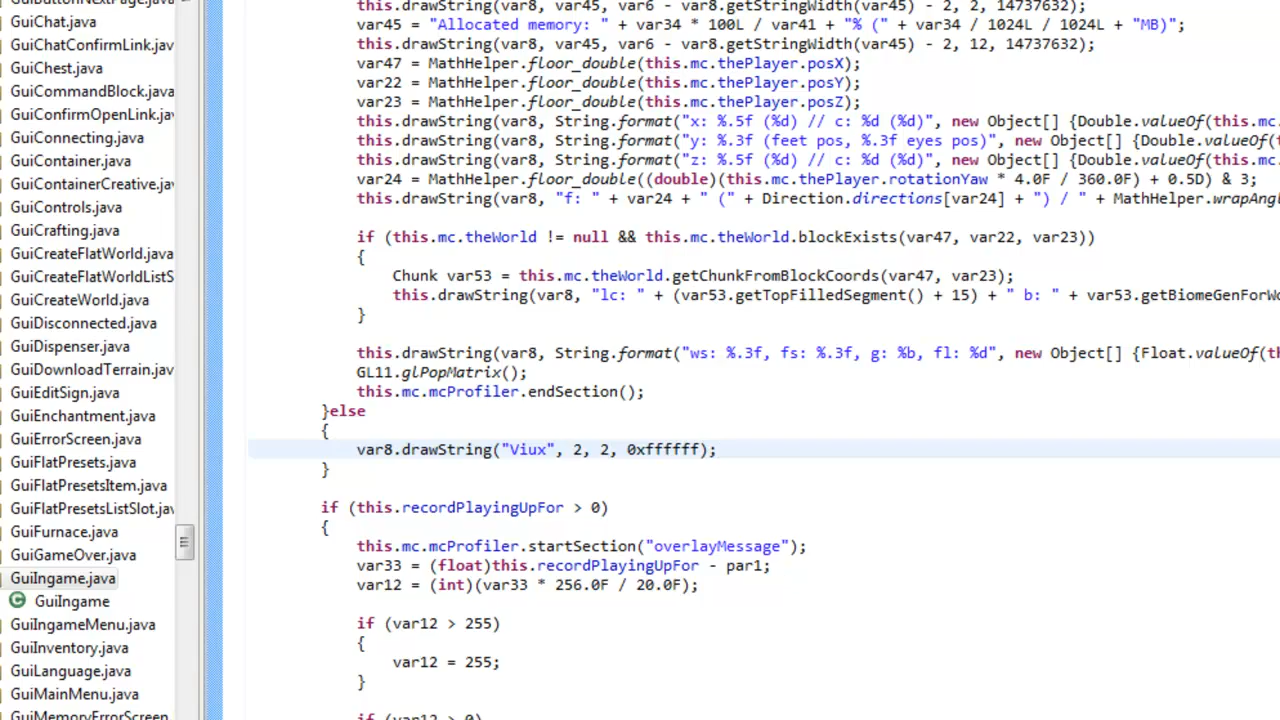 GuiButtonNextPage.java
GuiChat.java
GuiChatConfirmLink.jav
GuiChest.java
GuiCommandBlock.java
GuiConfirmOpenLink.jav
GuiConnecting.java
GuiContainer.java
GuiContainerCreative.jav
GuiControls.java
GuiCrafting.java
GuiCreateFlatWorld.java
GuiCreateFlatWorldListS
GuiCreateWorld.java
GuiDisconnected.java
GuiDispenser.java
GuiDownloadTerrain.jav
GuiEditSign.java
GuiEnchantment.java
GuiErrorScreen.java
GuiFlatPresets.java
GuiFlatPresetsItem.java
GuiFlatPresetsListSlot.jav
GuiFurnace.java
GuiGameOver.java
GuiIngame.java
GuiIngame
GuiIngameMenu.java
GuiInventory.java
GuiLanguage.java
GuiMainMenu.java
GuiMemoryErrorScreen
this.drawString(var8, var45, var6 - var8.getStringWidth(var45) - 2, 2, 14737632);
var45 = "Allocated memory: " + var34 * 100L / var41 + "% (" + var34 / 1024L / 1024L + "MB)";
this.drawString(var8, var45, var6 - var8.getStringWidth(var45) - 2, 12, 14737632);
var47 = MathHelper.floor_double(this.mc.thePlayer.posX);
var22 = MathHelper.floor_double(this.mc.thePlayer.posY);
var23 = MathHelper.floor_double(this.mc.thePlayer.posZ);
this.drawString(var8, String.format("x: %.5f (%d) // c: %d (%d)", new Object[] {Double.valueOf(this.mc.
this.drawString(var8, String.format("y: %.3f (feet pos, %.3f eyes pos)", new Object[] {Double.valueOf(t
this.drawString(var8, String.format("z: %.5f (%d) // c: %d (%d)", new Object[] {Double.valueOf(this.mc.
var24 = MathHelper.floor_double((double)(this.mc.thePlayer.rotationYaw * 4.0F / 360.0F) + 0.5D) & 3;
this.drawString(var8, "f: " + var24 + " (" + Direction.directions[var24] + ") / " + MathHelper.wrapAngl
if (this.mc.theWorld != null && this.mc.theWorld.blockExists(var47, var22, var23))
{
Chunk var53 = this.mc.theWorld.getChunkFromBlockCoords(var47, var23);
this.drawString(var8, "lc: " + (var53.getTopFilledSegment() + 15) + " b: " + var53.getBiomeGenForWo
}
this.drawString(var8, String.format("ws: %.3f, fs: %.3f, g: %b, fl: %d", new Object[] {Float.valueOf(th
GL11.glPopMatrix();
this.mc.mcProfiler.endSection();
}else
{
var8.drawString("Viux", 2, 2, 0xffffff);
}
if (this.recordPlayingUpFor > 0)
{
this.mc.mcProfiler.startSection("overlayMessage");
var33 = (float)this.recordPlayingUpFor - par1;
var12 = (int)(var33 * 256.0F / 20.0F);
if (var12 > 255)
{
var12 = 255;
}
if (var12 > 0)